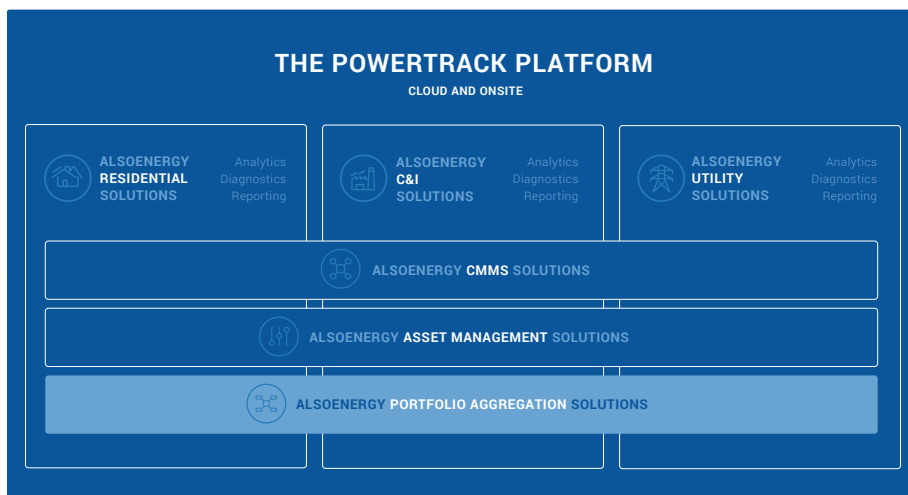 THE POWERTRACK PLATFORM
CLOUD AND ONSITE
ALSOENERGY
RESIDENTIAL
SOLUTIONS
Analytics
Diagnostics
Reporting
ALSOENERGY
C&I
SOLUTIONS
Analytics
Diagnostics
Reporting
ALSOENERGY
UTILITY
SOLUTIONS
Analytics
Diagnostics
Reporting
ALSOENERGY CMMS SOLUTIONS
ALSOENERGY ASSET MANAGEMENT SOLUTIONS
ALSOENERGY PORTFOLIO AGGREGATION SOLUTIONS